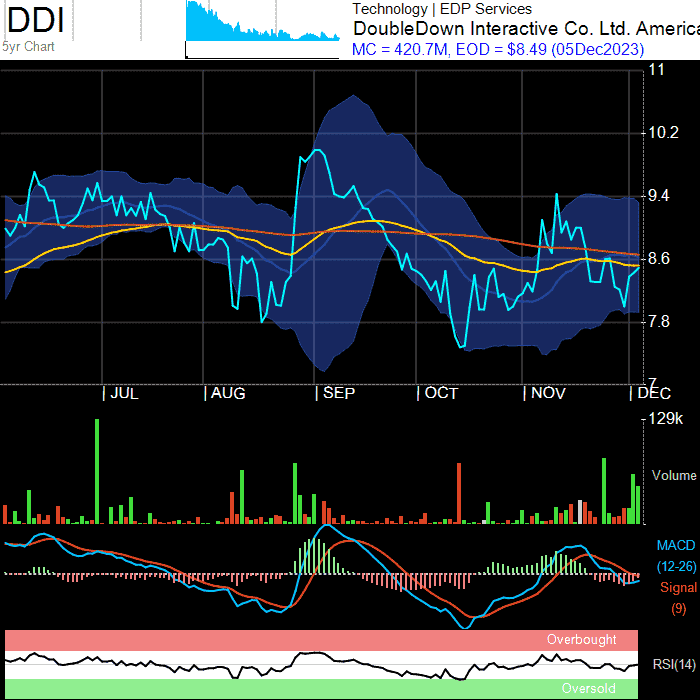 DDI
5yr Chart
Technology | EDP Services
DoubleDown Interactive Co. Ltd. America
MC = 420.7M, EOD = $8.49 (05Dec2023)
11
10.2
9.4
8.6
7.8
7
| JUL | AUG | SEP | OCT | NOV | DEC
129k
Volume
MACD
(12-26)
Signal
(9)
Overbought
RSI(14)
Oversold